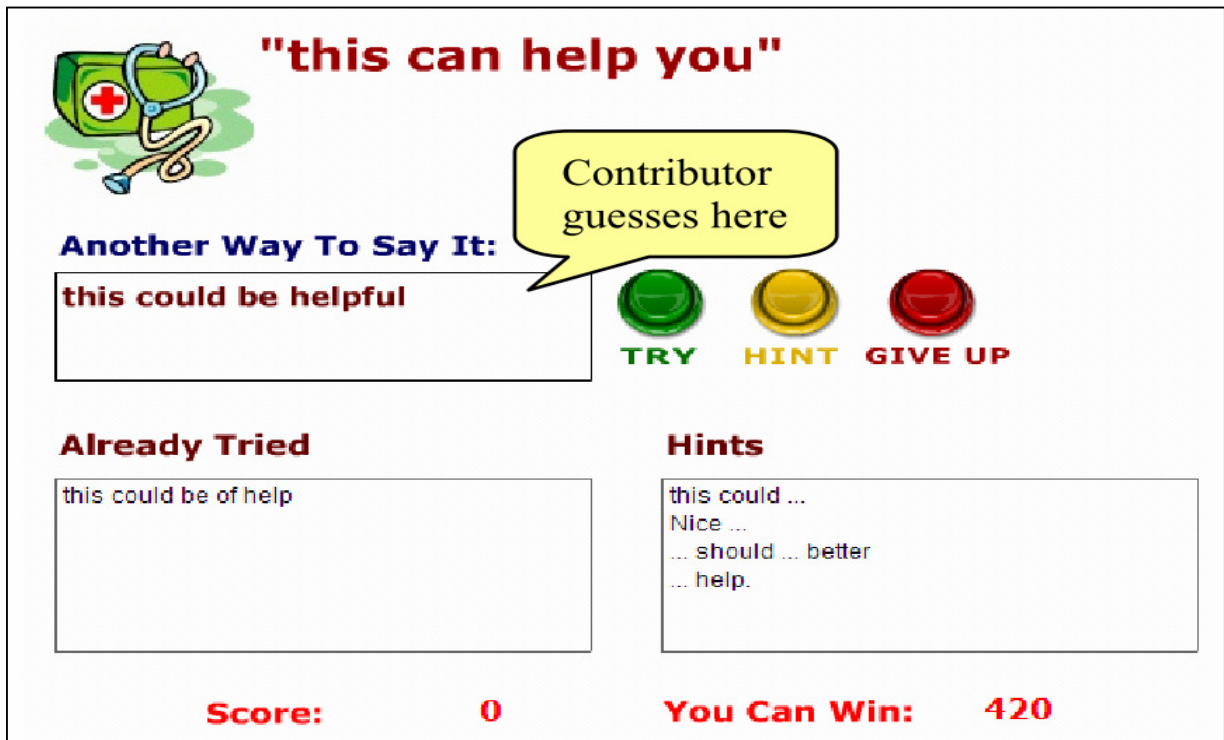 "this can help you"
Contributor
guesses here
Another Way To Say It:
this could be helpful
TRY
HINT
GIVE UP
Already Tried
Hints
this could be of help
this could ...
Nice ...
... should ... better
... help.
Score: 0
You Can Win: 420